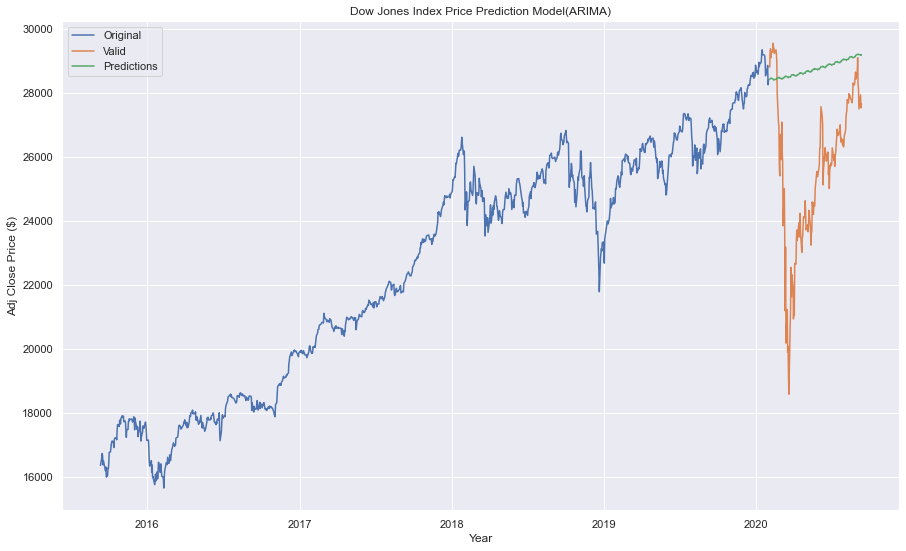 Dow Jones Index Price Prediction Model(ARIMA)
Original
Valid
Predictions
30000
28000
26000
24000
22000
20000
18000
16000
Adj Close Price ($)
2016 2017 2018 2019 2020
Year